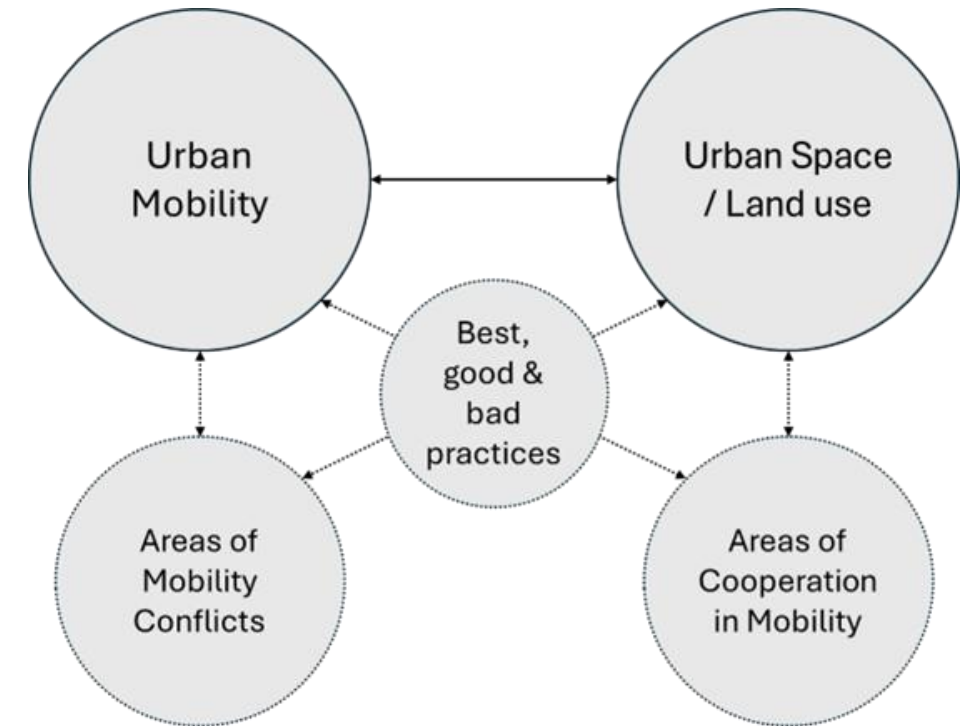 Urban
Mobility
Urban Space
/ Land use
Best,
good &
bad
practices
Areas of
Mobility
Conflicts
Areas of
Cooperation
in Mobility